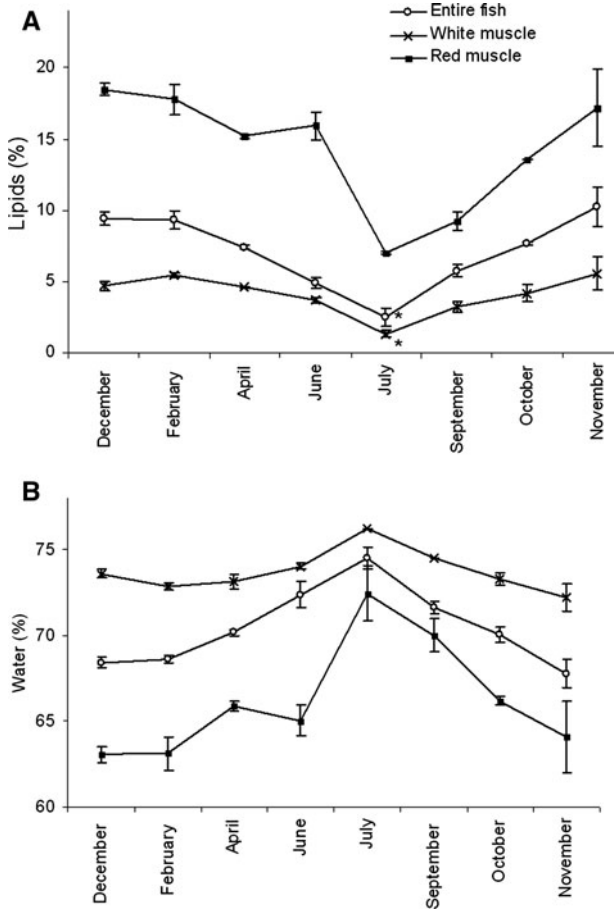 A
Entire fish
White muscle
Red muscle
Lipids (%)
20
15
10
5
0
*
*
December
February
April
June
July
September
October
November
B
Water (%)
75
70
65
60
December
February
April
June
July
September
October
November